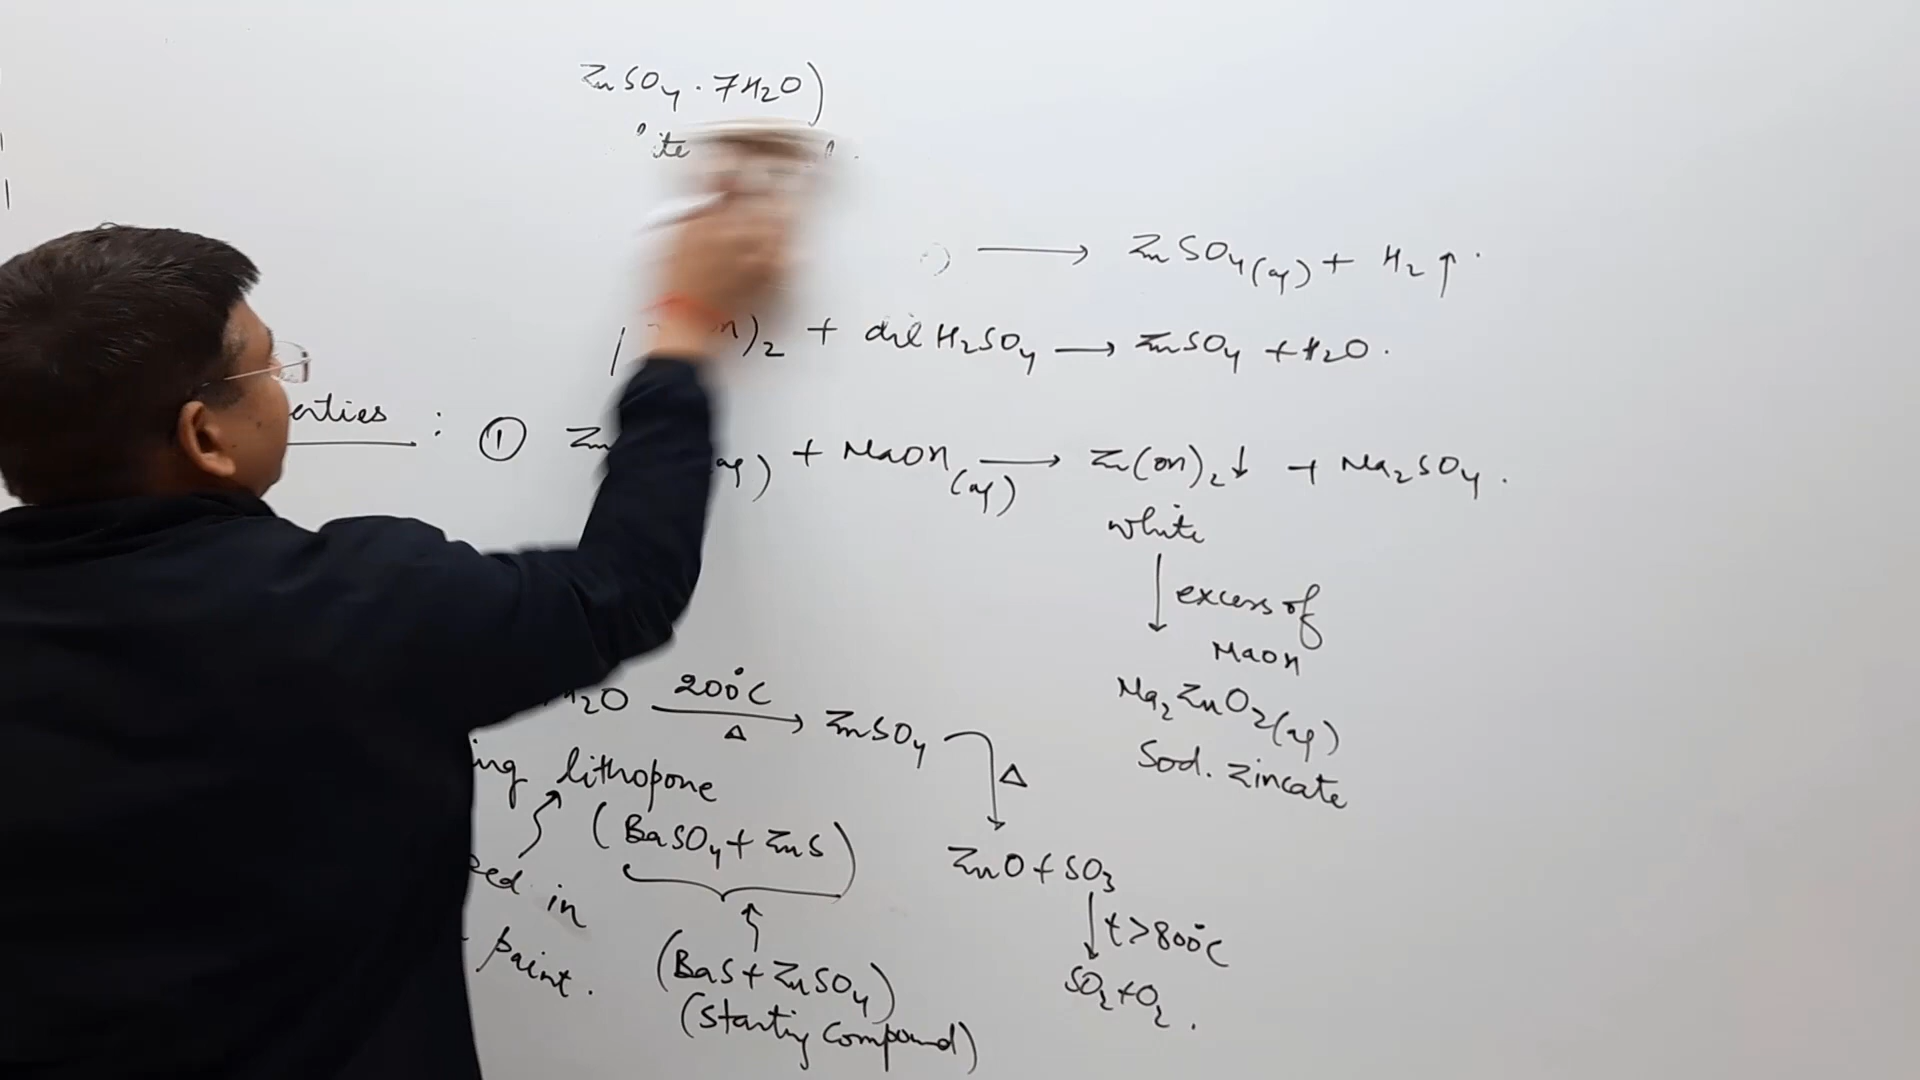 ZnSO4 . 7H2O)
⟶ ZnSO4(aq) + H2↑
)2 + dil H2SO4 ⟶ ZnSO4 + H2O.
erties : ① Zn (aq) + NaOH(aq) ⟶ Zn(OH)2↓ + Na2SO4.
white
↓ excess of
NaOH
Na2ZnO2(aq)
Sod. zincate
H2O 200°C ⟶ Δ ZnSO4
Δ
ing lithopone
(BaSO4 + ZnS)
ZnO + SO3
in
paint.
↓ t>800°C
SO2 + O2.
(BaS + ZnSO4)
(Starting compound)